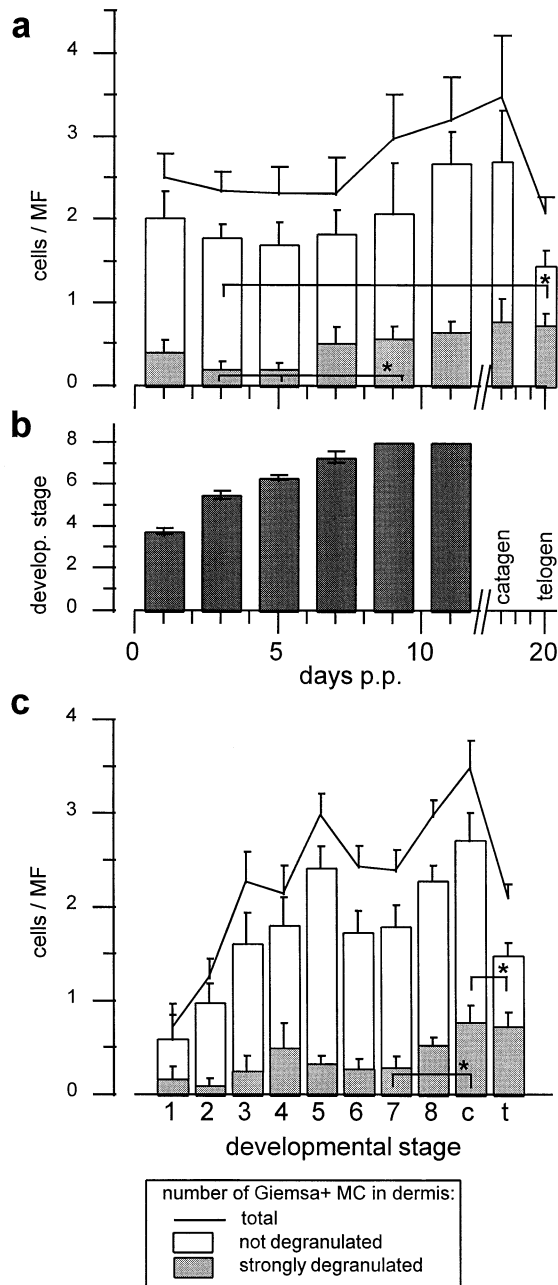 a
4
3
2
1
0
cells / MF
*
*
b
8
6
4
2
0
develop. stage
catagen
telogen
0 5 10 20
days p.p.
c
4
3
2
1
0
cells / MF
*
*
1 2 3 4 5 6 7 8 c t
developmental stage
number of Giemsa+ MC in dermis:
total
not degranulated
strongly degranulated